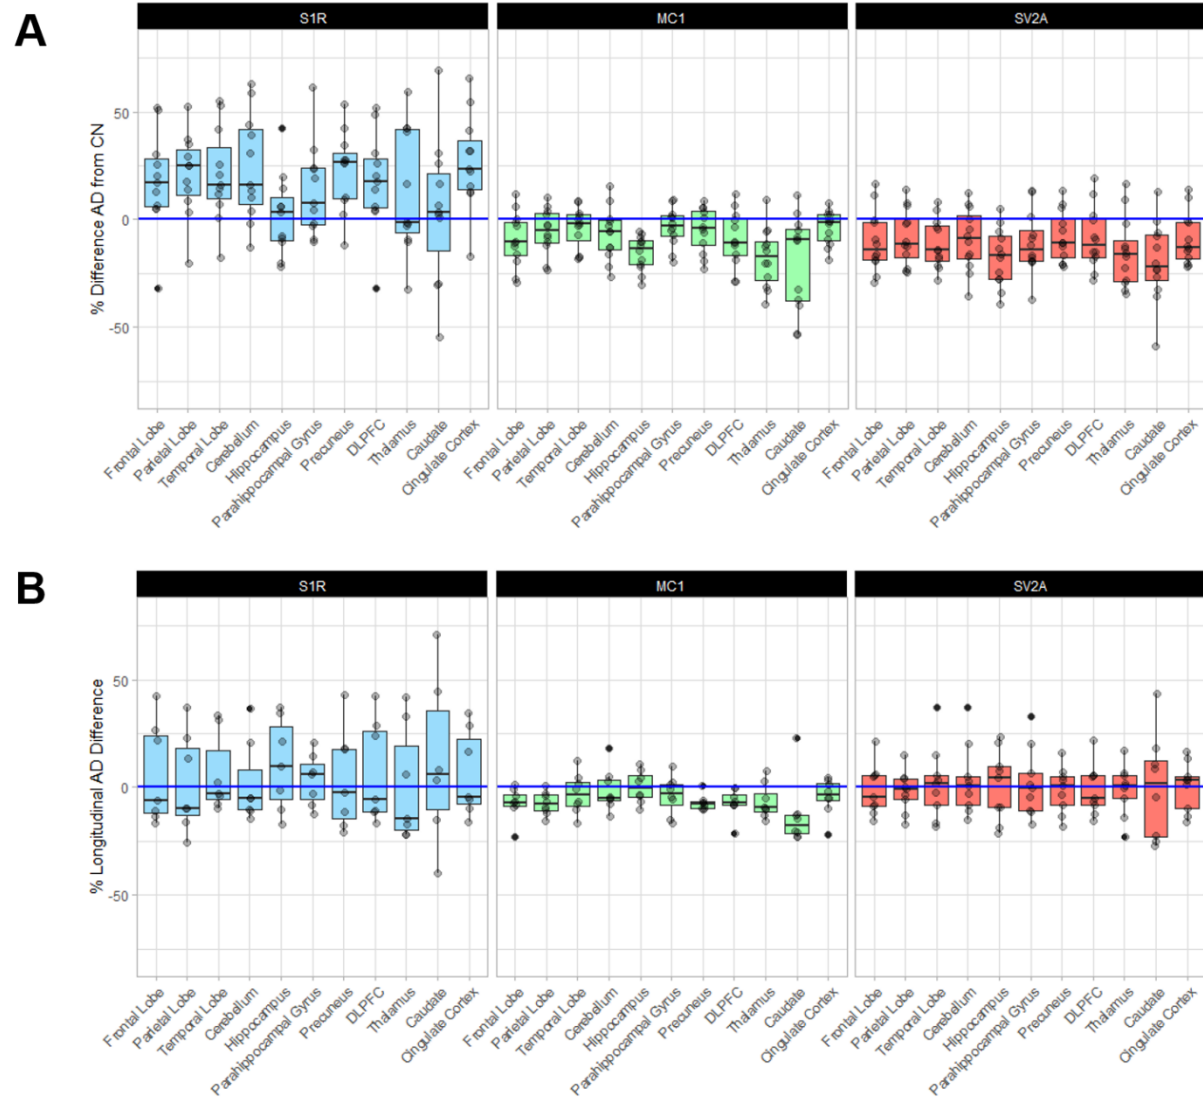 A
S1R MC1 SV2A
% Difference AD from CN
50
0
-50
Frontal Lobe
Parietal Lobe
Temporal Lobe
Cerebellum
Hippocampus
Parahippocampal Gyrus
Precuneus
DLPFC
Thalamus
Caudate
Cingulate Cortex
Frontal Lobe
Parietal Lobe
Temporal Lobe
Cerebellum
Hippocampus
Parahippocampal Gyrus
Precuneus
DLPFC
Thalamus
Caudate
Cingulate Cortex
Frontal Lobe
Parietal Lobe
Temporal Lobe
Cerebellum
Hippocampus
Parahippocampal Gyrus
Precuneus
DLPFC
Thalamus
Caudate
Cingulate Cortex
B
S1R MC1 SV2A
% Longitudinal AD Difference
50
0
-50
Frontal Lobe
Parietal Lobe
Temporal Lobe
Cerebellum
Hippocampus
Parahippocampal Gyrus
Precuneus
DLPFC
Thalamus
Caudate
Cingulate Cortex
Frontal Lobe
Parietal Lobe
Temporal Lobe
Cerebellum
Hippocampus
Parahippocampal Gyrus
Precuneus
DLPFC
Thalamus
Caudate
Cingulate Cortex
Frontal Lobe
Parietal Lobe
Temporal Lobe
Cerebellum
Hippocampus
Parahippocampal Gyrus
Precuneus
DLPFC
Thalamus
Caudate
Cingulate Cortex